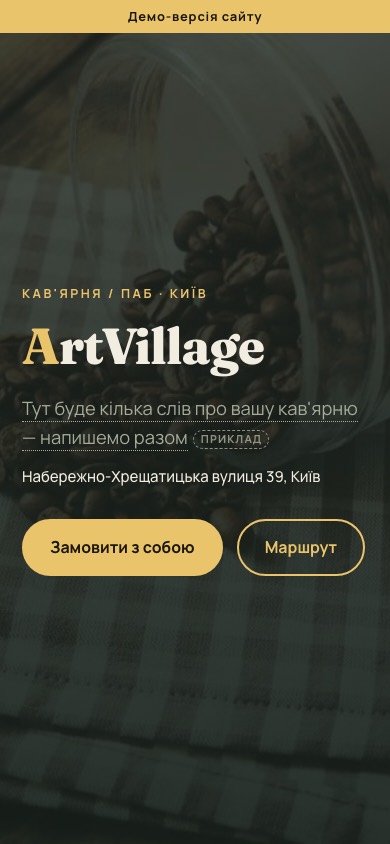 Демо-версія сайту
КАВ'ЯРНЯ / ПАБ · КИЇВ
ArtVillage
Тут буде кілька слів про вашу кав'ярню
— напишемо разом ПРИКЛАД
Набережно-Хрещатицька вулиця 39, Київ
Замовити з собою
Маршрут